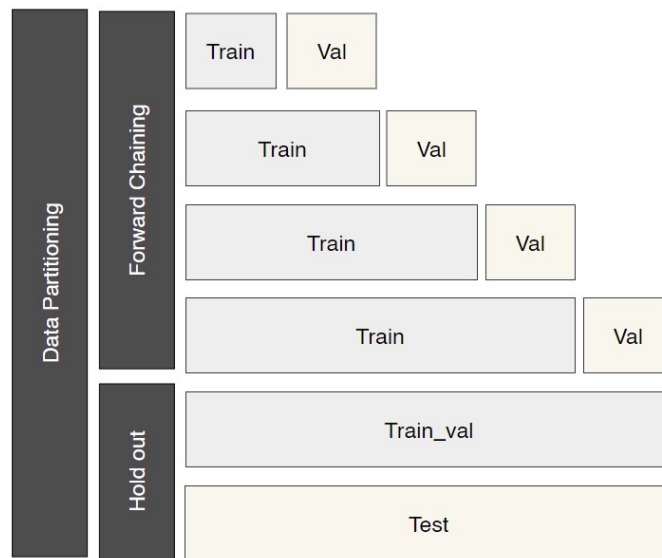 Data Partitioning
Forward Chaining
Train Val
Train Val
Train Val
Train Val
Hold out
Train_val
Test